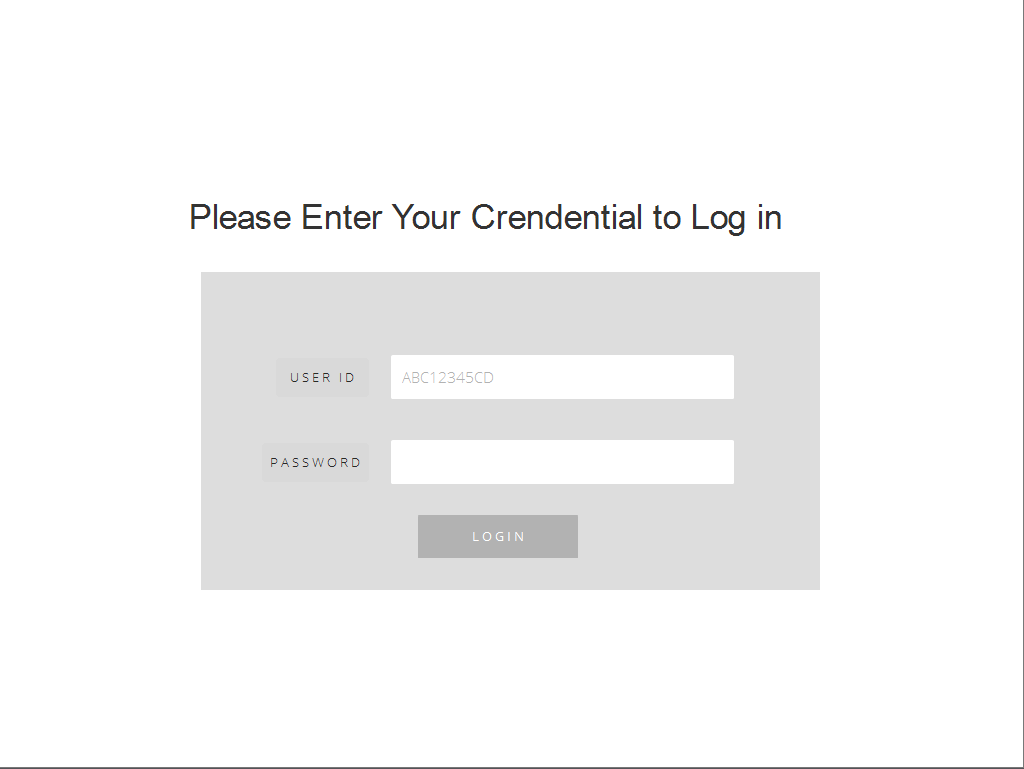 Please Enter Your Crendential to Log in
USER ID
ABC12345CD
PASSWORD
LOGIN